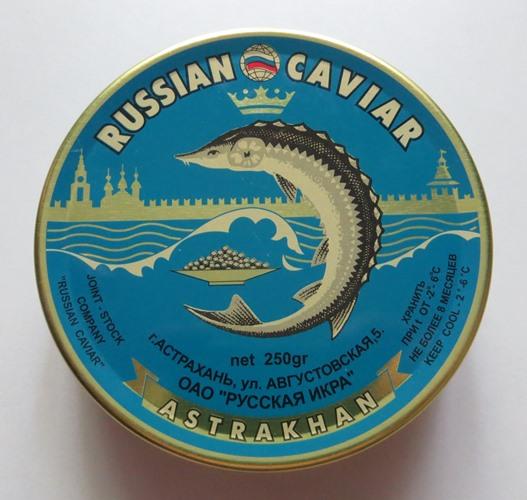 RUSSIAN CAVIAR
JOINT - STOCK
COMPANY
"RUSSIAN CAVIAR"
ХРАНИТЬ
ПРИ t ОТ -2°-6°С
НЕ БОЛЕЕ 8 МЕСЯЦЕВ
KEEP COOL - 2 °-6°C
net 250gr
г.АСТРАХАНЬ, ул. АВГУСТОВСКАЯ,5.
ОАО "РУССКАЯ ИКРА"
ASTRAKHAN